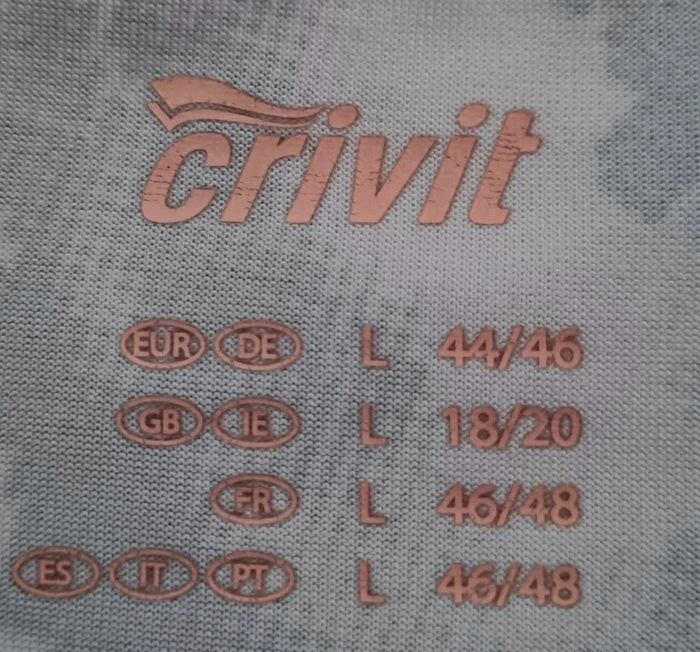 crivit
EUR DE L 44/46
GB IE L 18/20
FR L 46/48
ES IT PT L 46/48